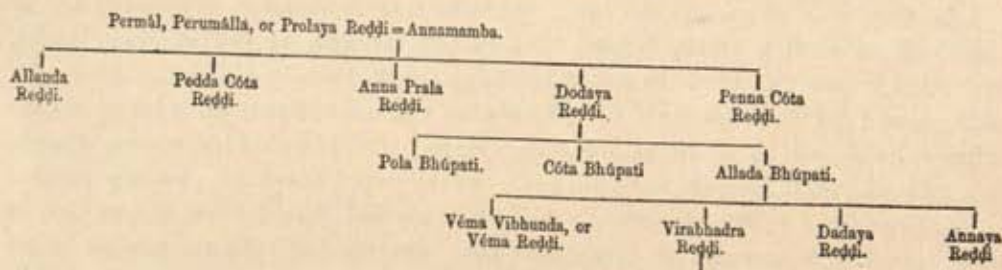 Permál, Perumálla, or Prolaya Reḍḍi = Annamamba.
Allanda Pedda Cóta Anna Prala Dodaya Penna Cóta
Reḍḍi. Reḍḍi. Reḍḍi. Reḍḍi. Reḍḍi.
Pola Bhúpati. Cóta Bhúpati Allada Bhúpati.
Véma Vibhunda, or Virabhadra Dadaya Annaya
Véma Reḍḍi. Reḍḍi. Reḍḍi. Reḍḍi